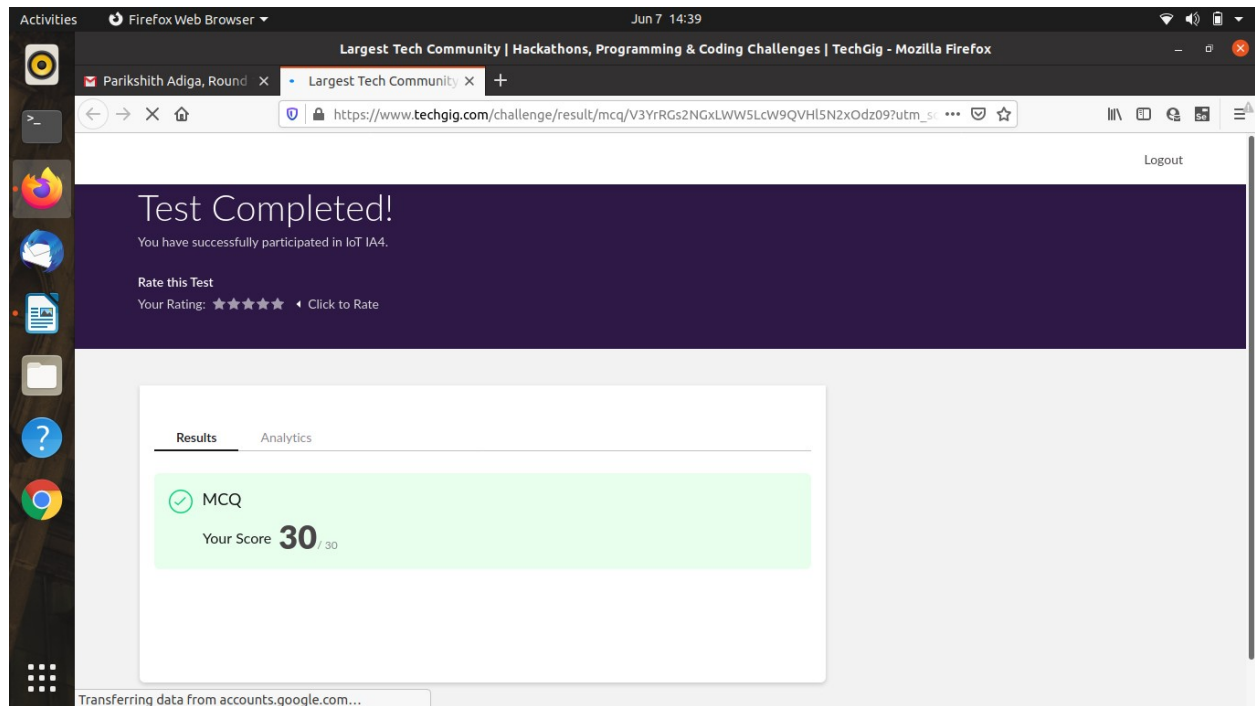 Activities Firefox Web Browser Jun 7 14:39
Largest Tech Community | Hackathons, Programming & Coding Challenges | TechGig - Mozilla Firefox
Parikshith Adiga, Round Largest Tech Community
https://www.techgig.com/challenge/result/mcq/V3YrRGs2NGxLWW5LcW9QVHl5N2xOdz09?utm_sc
Logout
Test Completed!
You have successfully participated in IoT IA4.
Rate this Test
Your Rating: Click to Rate
Results Analytics
MCQ
Your Score 30 / 30
Transferring data from accounts.google.com...